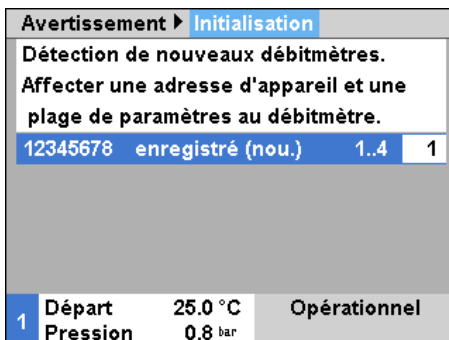 Avertissement ▶ Initialisation
Détection de nouveaux débitmètres.
Affecter une adresse d'appareil et une
plage de paramètres au débitmètre.
12345678 enregistré (nou.) 1..4 1
1 Départ 25.0 °C Opérationnel
Pression 0.8 bar